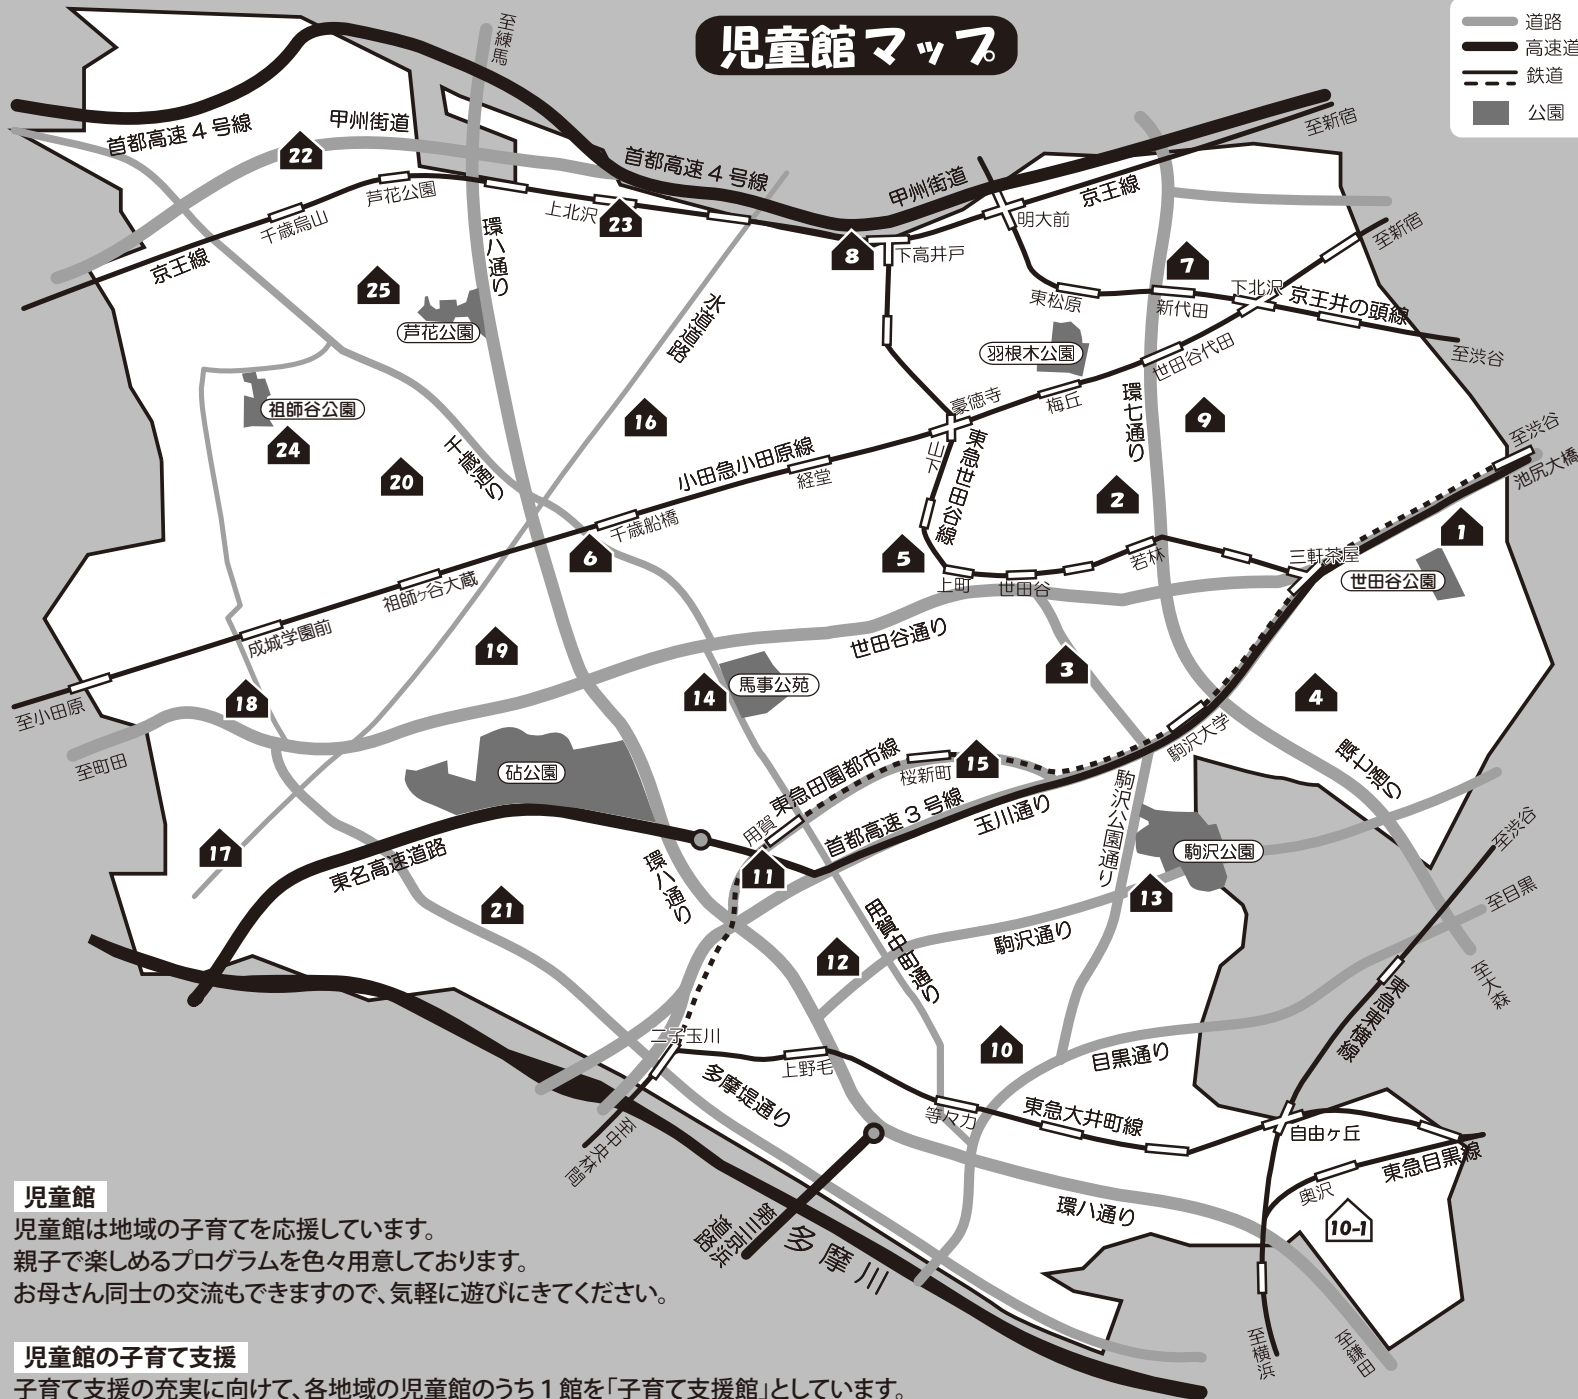 児童館マップ
道路
高速道
鉄道
公園
至練馬
首都高速4号線
甲州街道
22
芦花公園
千歳烏山
京王線
環八通り
上北沢
23
首都高速4号線
甲州街道
至新宿
京王線
明大前
下高井戸
8
7
至新宿
25
芦花公園
水道道路
東松原
新代田
下北沢
京王井の頭線
至渋谷
羽根木公園
世田谷代田
祖師谷公園
24
20
千歳通り
16
小田急小田原線
経堂
豪徳寺
山下
梅丘
環七通り
9
至渋谷
池尻大橋
東急世田谷線
2
1
千歳船橋
6
5
上町
世田谷
若林
三軒茶屋
世田谷公園
祖師ヶ谷大蔵
成城学園前
19
世田谷通り
18
至小田原
至町田
14
馬事公苑
3
4
砧公園
駒沢大学
環七通り
東急田園都市線
桜新町
15
用賀
首都高速3号線
玉川通り
駒沢公園通り
駒沢公園
至渋谷
17
東名高速道路
環八通り
11
21
用賀中町通り
13
至目黒
12
駒沢通り
至大森
東急東横線
二子玉川
上野毛
10
目黒通り
多摩堤通り
等々力
東急大井町線
自由ヶ丘
東急目黒線
奥沢
至中央林間
環八通り
10-1
第三京浜道路
多摩川
至横浜
至鎌田
児童館
児童館は地域の子育てを応援しています。
親子で楽しめるプログラムを色々用意しております。
お母さん同士の交流もできますので、気軽に遊びにきてください。
児童館の子育て支援
子育て支援の充実に向けて、各地域の児童館のうち1館を「子育て支援館」としています。